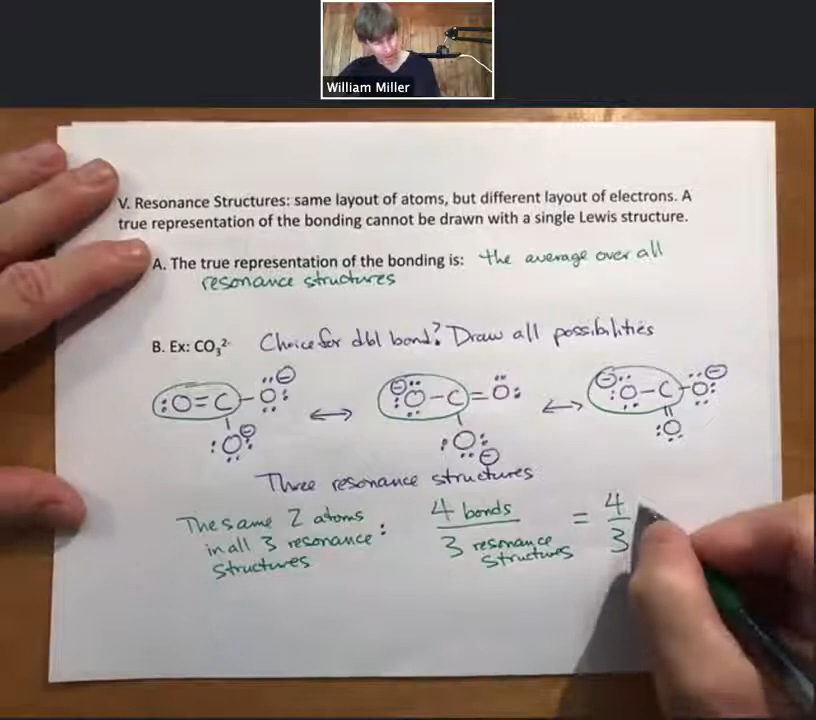 William Miller
V. Resonance Structures: same layout of atoms, but different layout of electrons. A
true representation of the bonding cannot be drawn with a single Lewis structure.
A. The true representation of the bonding is: the average over all
resonance structures
B. Ex: CO₃²⁻ Choice for dbl bond? Draw all possibilities
:O=C-O: ↔ :O-C=O: ↔ :O-C-O:
:O: :O: :O
Three resonance structures
The same 2 atoms
in all 3 resonance :
structures
4 bonds
3 resonance
structures
= 4/3